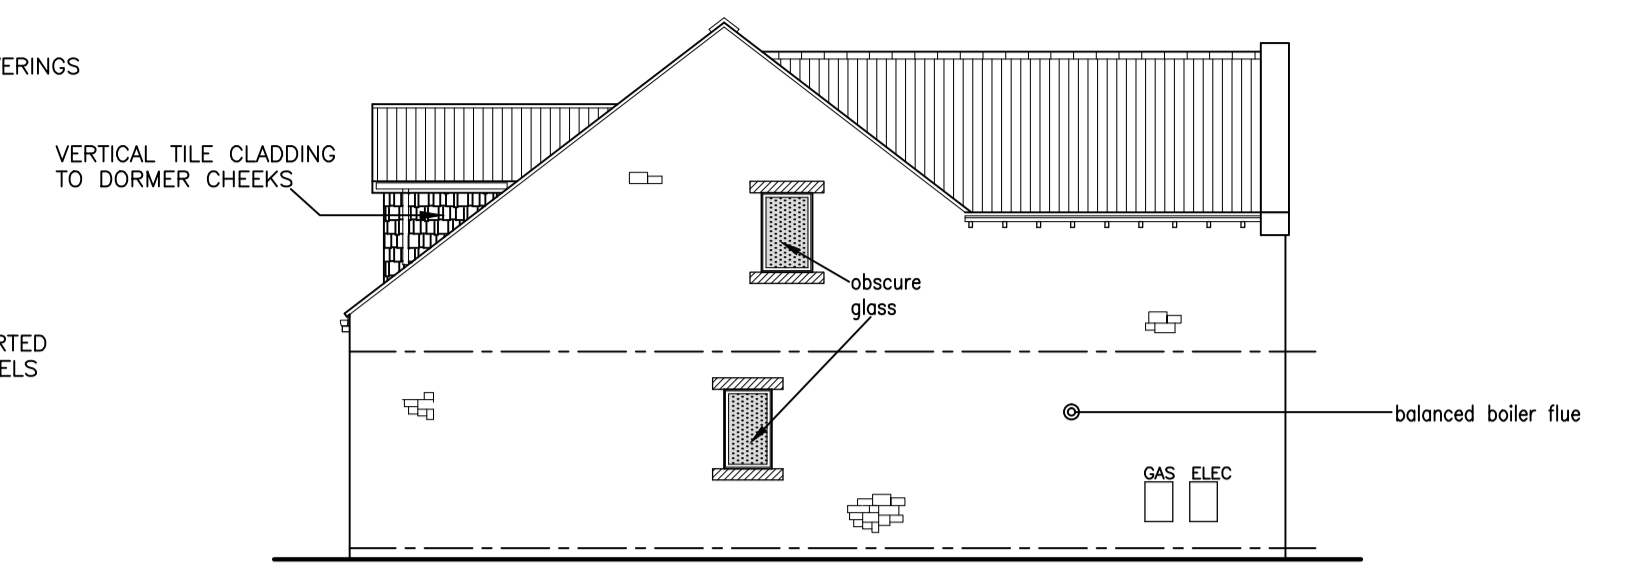 VERTICAL TILE CLADDING
TO DORMER CHEEKS
obscure
glass
balanced boiler flue
GAS ELEC